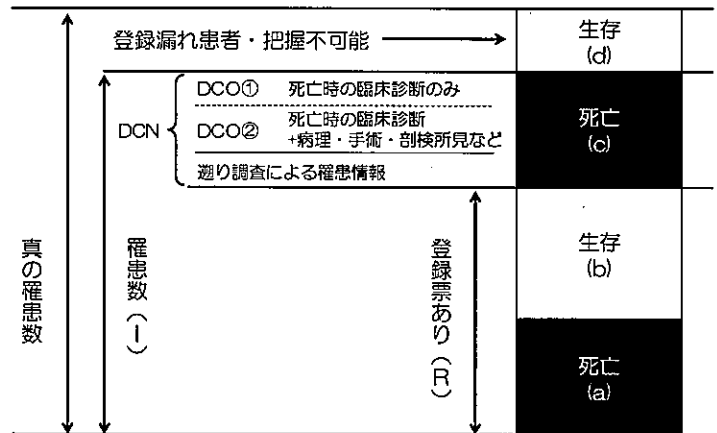 登録漏れ患者・把握不可能
生存
(d)
DCN
DCO① 死亡時の臨床診断のみ
DCO② 死亡時の臨床診断
+病理・手術・剖検所見など
遡り調査による罹患情報
死亡
(c)
真の罹患数
罹患数(I)
登録票あり(R)
生存
(b)
死亡
(a)